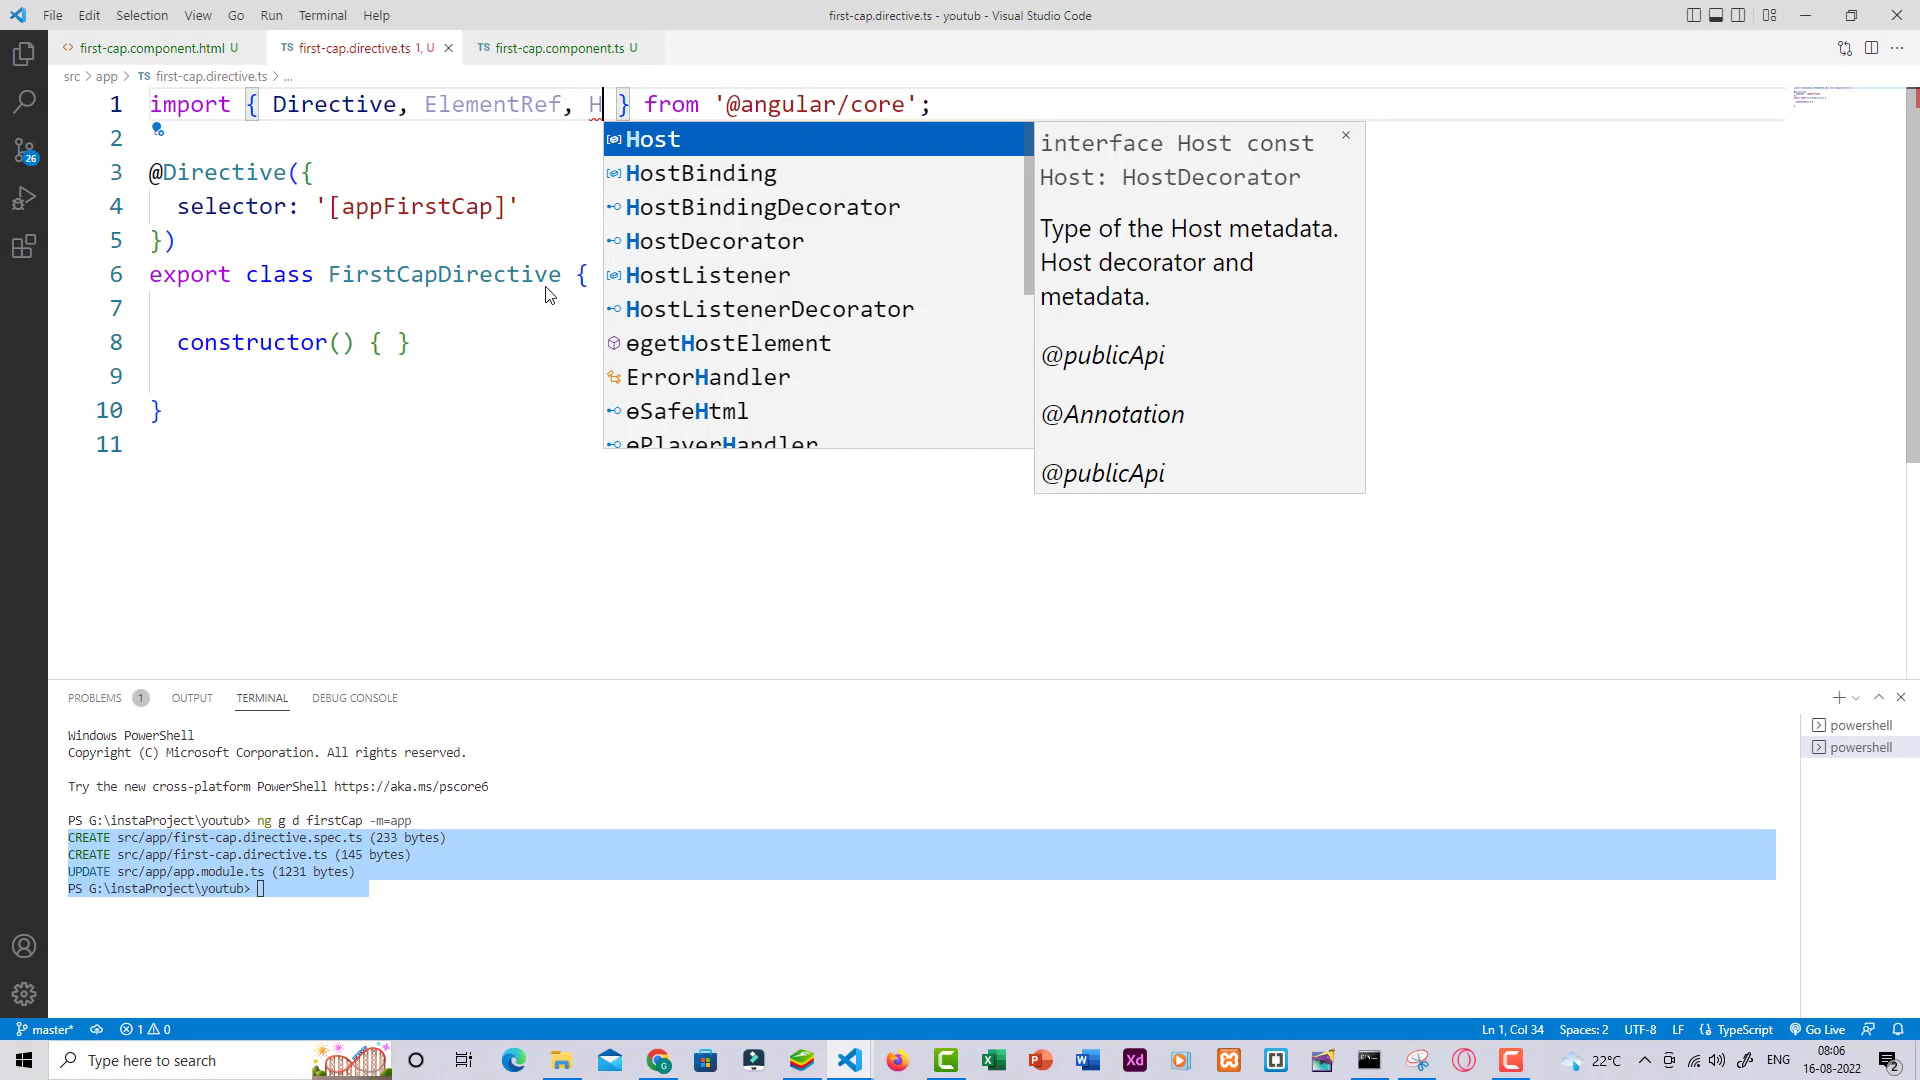 File Edit Selection View Go Run Terminal Help
first-cap.directive.ts - youtub - Visual Studio Code
first-cap.component.html U
TS first-cap.directive.ts 1, U
TS first-cap.component.ts U
src > app > TS first-cap.directive.ts > ...
1 import { Directive, ElementRef, H } from '@angular/core';
2
3 @Directive({
4 selector: '[appFirstCap]'
5 })
6 export class FirstCapDirective {
7
8 constructor() { }
9
10 }
11
Host
HostBinding
HostBindingDecorator
HostDecorator
HostListener
HostListenerDecorator
ɵgetHostElement
ErrorHandler
ɵSafeHtml
ɵPlayerHandler
interface Host const
Host: HostDecorator
Type of the Host metadata.
Host decorator and
metadata.
@publicApi
@Annotation
@publicApi
26
PROBLEMS 1 OUTPUT TERMINAL DEBUG CONSOLE
Windows PowerShell
Copyright (C) Microsoft Corporation. All rights reserved.
Try the new cross-platform PowerShell https://aka.ms/pscore6
PS G:\instaProject\youtub> ng g d firstCap -m=app
CREATE src/app/first-cap.directive.spec.ts (233 bytes)
CREATE src/app/first-cap.directive.ts (145 bytes)
UPDATE src/app/app.module.ts (1231 bytes)
PS G:\instaProject\youtub>
powershell
powershell
master* 1 0
Ln 1, Col 34 Spaces: 2 UTF-8 LF TypeScript Go Live
Type here to search
Xd
22°C
ENG
08:06
16-08-2022
2